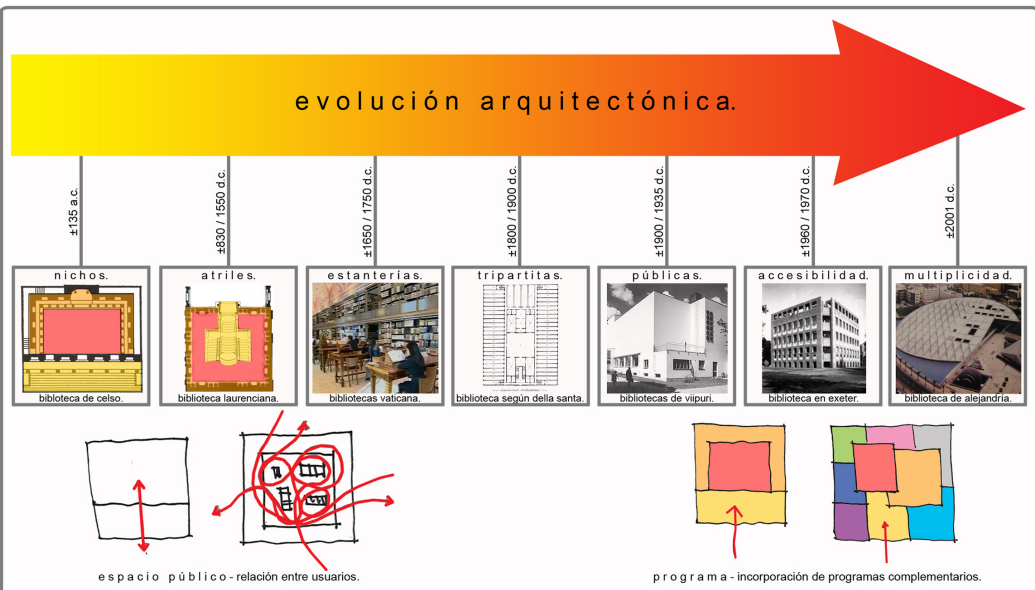 evolución arquitectónica.
±135 a.c.
±830 / 1550 d.c.
±1650 / 1750 d.c.
±1800 / 1900 d.c.
±1900 / 1935 d.c.
±1960 / 1970 d.c.
±2001 d.c.
nichos.
biblioteca de celso.
atriles.
biblioteca laurenciana.
estanterías.
bibliotecas vaticana.
tripartitas.
biblioteca según della santa.
públicas.
bibliotecas de viipuri.
accesibilidad.
biblioteca en exeter.
multiplicidad.
biblioteca de alejandría.
espacio público - relación entre usuarios.
programa - incorporación de programas complementarios.